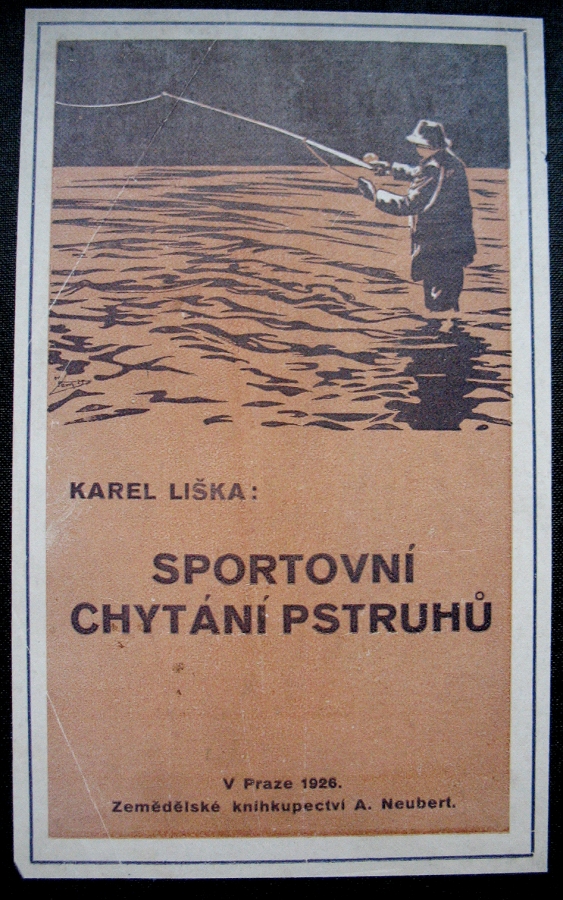 KAREL LIŠKA:
SPORTOVNÍ
CHYTÁNÍ PSTRUHŮ
V Praze 1926.
Zemědělské knihkupectví A. Neubert.